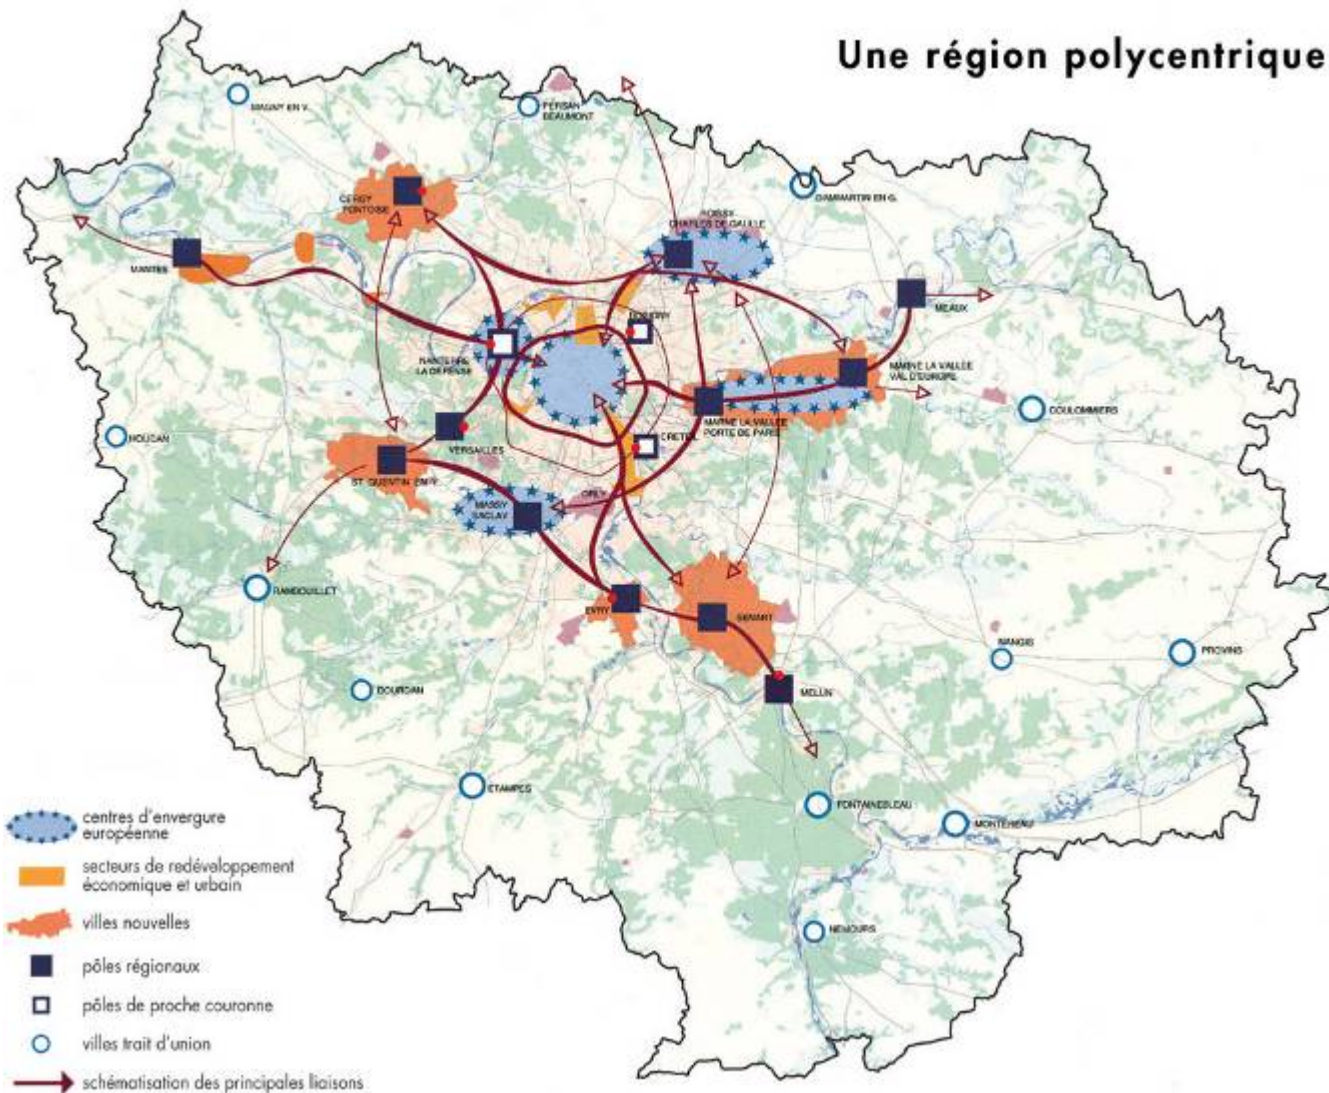 Une région polycentrique
MAGNY EN V.
PERSAN
BEAUMONT
DAMMARTIN EN G.
CERGY
PONTOISE
ROISSY
CHARLES DE GAULLE
MANTES
MEAUX
BOBIGNY
NANTERRE
LA DEFENSE
MARNE LA VALLEE
VAL D'EUROPE
MARNE LA VALLEE
PORTE DE PARIS
COULOMMIERS
HOUDAN
VERSAILLES
CRETEIL
ST QUENTIN EN Y.
ORLY
MASSY
SACLAY
RAMBOUILLET
EVRY
SENART
NANGIS
PROVINS
DOURDAN
MELUN
ETAMPES
FONTAINEBLEAU
MONTEREAU
NEMOURS
centres d'envergure
européenne
secteurs de redéveloppement
économique et urbain
villes nouvelles
pôles régionaux
pôles de proche couronne
villes trait d'union
schématisation des principales liaisons